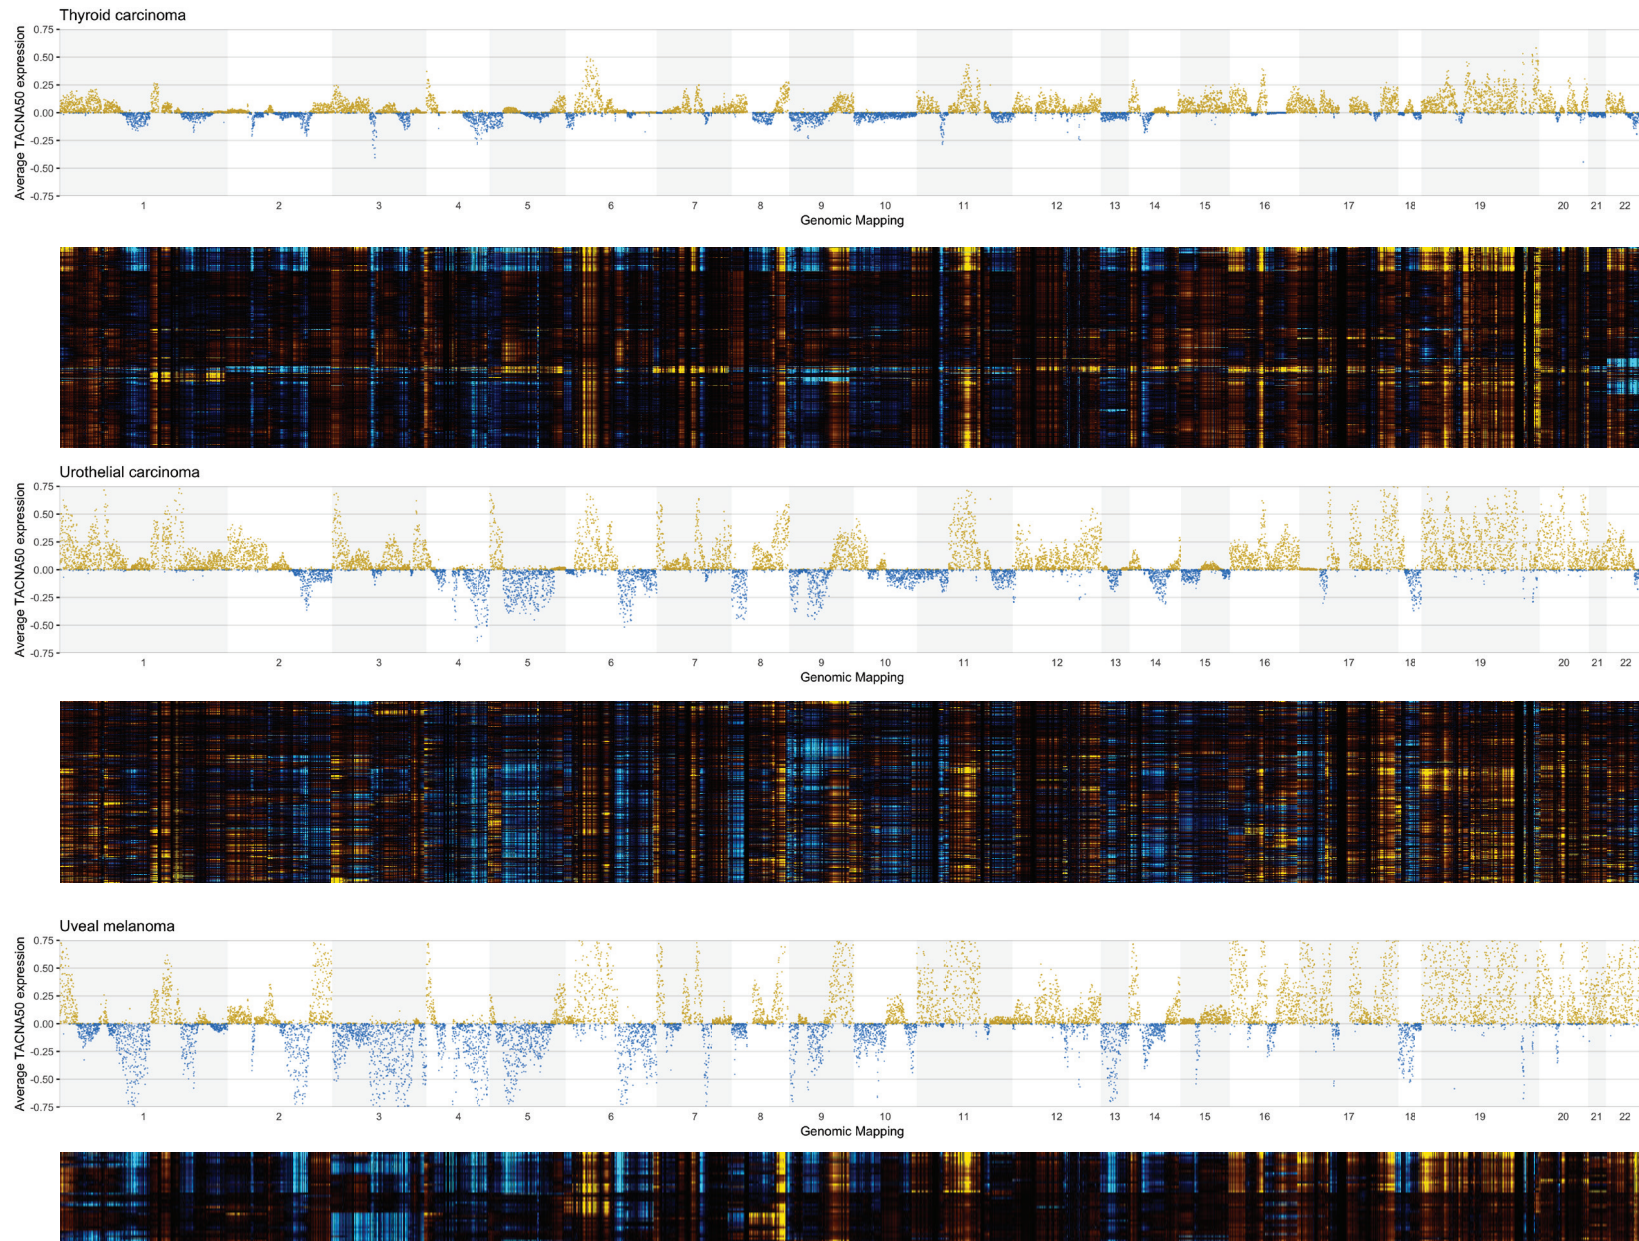 Thyroid carcinoma
Average TACNA50 expression
0.75
0.50
0.25
0.00
-0.25
-0.50
-0.75
1 2 3 4 5 6 7 8 9 10 11 12 13 14 15 16 17 18 19 20 21 22
Genomic Mapping
Urothelial carcinoma
Average TACNA50 expression
0.75
0.50
0.25
0.00
-0.25
-0.50
-0.75
1 2 3 4 5 6 7 8 9 10 11 12 13 14 15 16 17 18 19 20 21 22
Genomic Mapping
Uveal melanoma
Average TACNA50 expression
0.75
0.50
0.25
0.00
-0.25
-0.50
-0.75
1 2 3 4 5 6 7 8 9 10 11 12 13 14 15 16 17 18 19 20 21 22
Genomic Mapping